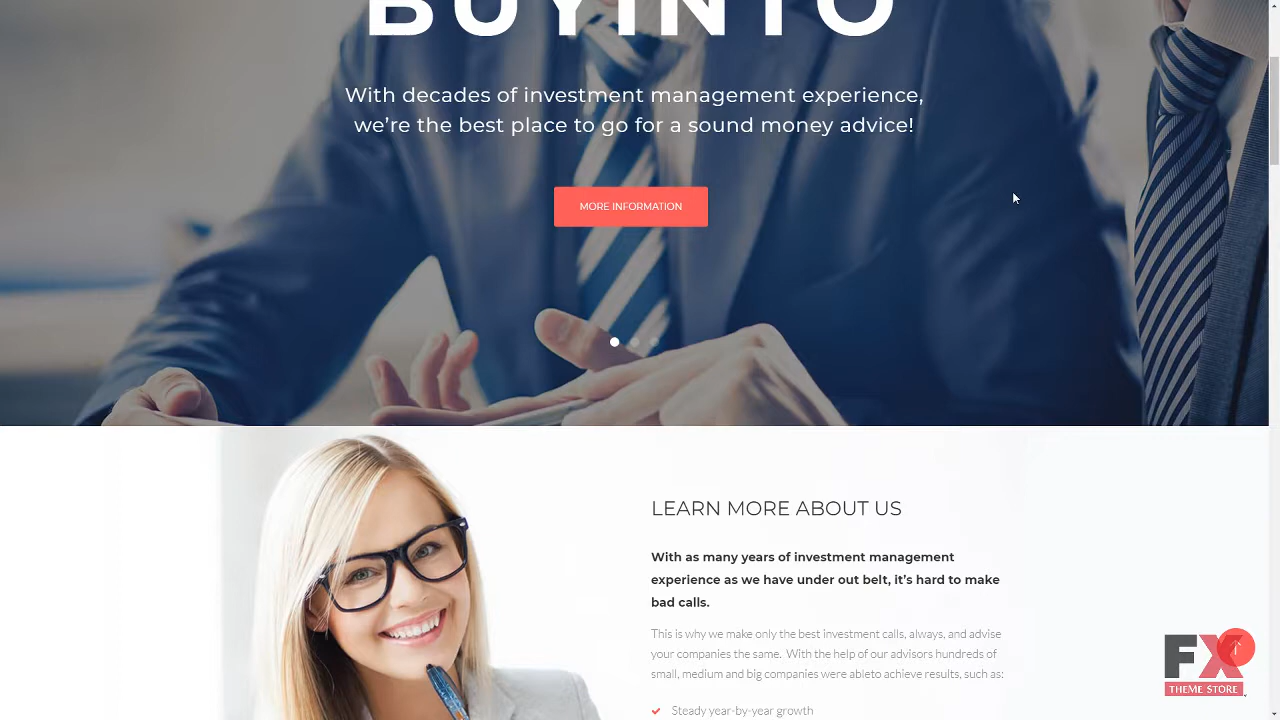 BUYINTO
With decades of investment management experience,
we're the best place to go for a sound money advice!
MORE INFORMATION
LEARN MORE ABOUT US
With as many years of investment management
experience as we have under out belt, it's hard to make
bad calls.
This is why we make only the best investment calls, always, and advise
your companies the same.  With the help of our advisors hundreds of
small, medium and big companies were ableto achieve results, such as:
Steady year-by-year growth
FX
THEME STORE